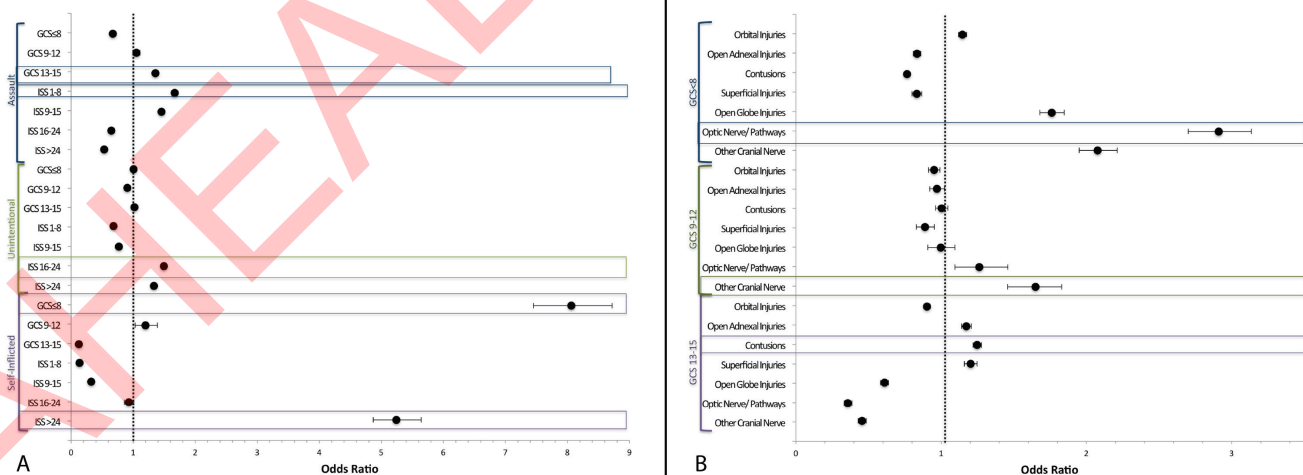 Assault
GCS≤8
GCS 9-12
GCS 13-15
ISS 1-8
ISS 9-15
ISS 16-24
ISS >24
Unintentional
GCS≤8
GCS 9-12
GCS 13-15
ISS 1-8
ISS 9-15
ISS 16-24
ISS >24
Self-Inflicted
GCS≤8
GCS 9-12
GCS 13-15
ISS 1-8
ISS 9-15
ISS 16-24
ISS >24
0 1 2 3 4 5 6 7 8 9
Odds Ratio
A
GCS<8
Orbital Injuries
Open Adnexal Injuries
Contusions
Superficial Injuries
Open Globe Injuries
Optic Nerve/ Pathways
Other Cranial Nerve
GCS 9-12
Orbital Injuries
Open Adnexal Injuries
Contusions
Superficial Injuries
Open Globe Injuries
Optic Nerve/ Pathways
Other Cranial Nerve
GCS 13-15
Orbital Injuries
Open Adnexal Injuries
Contusions
Superficial Injuries
Open Globe Injuries
Optic Nerve/ Pathways
Other Cranial Nerve
0 1 2 3
Odds Ratio
B
AHEA